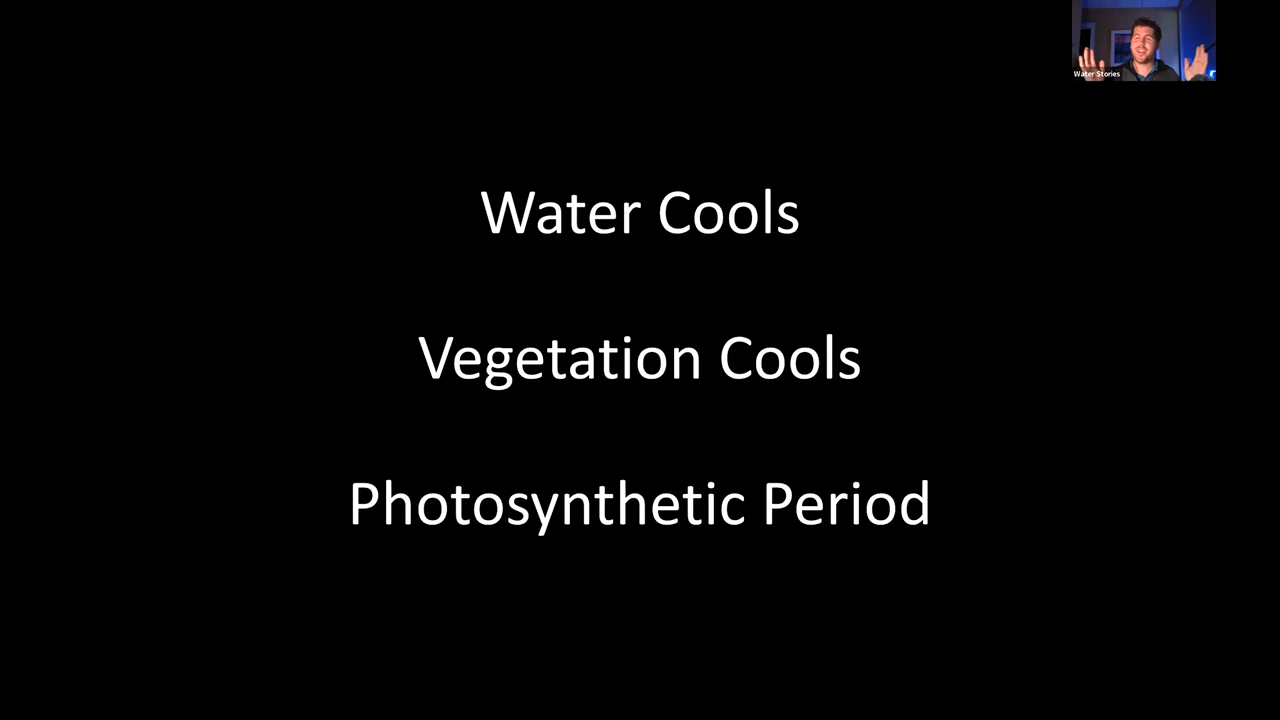 Water Stories
Water Cools
Vegetation Cools
Photosynthetic Period